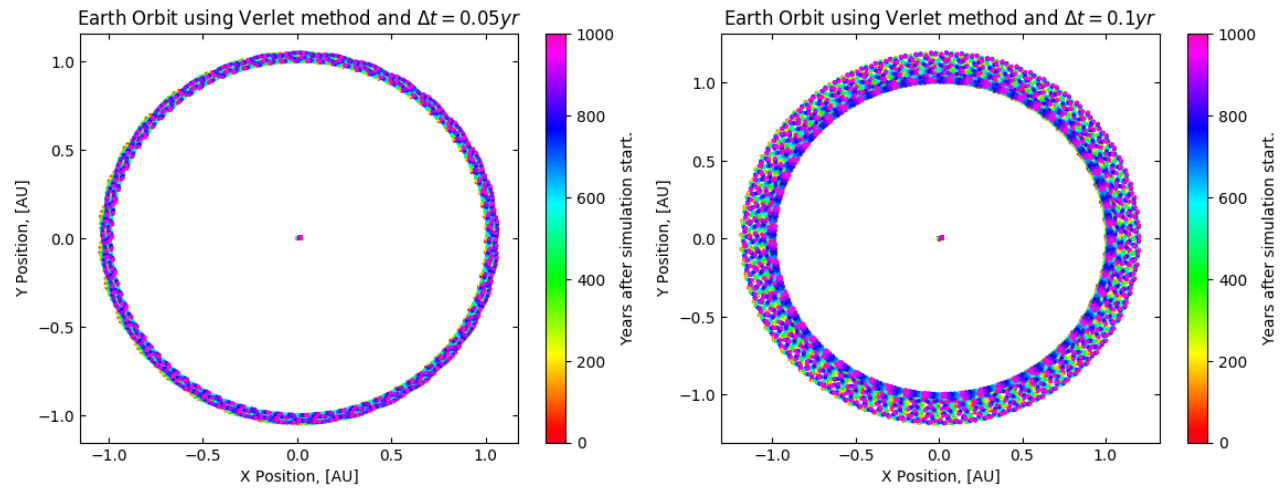 Earth Orbit using Verlet method and Δt = 0.05yr
1.0
0.5
0.0
−0.5
−1.0
Y Position, [AU]
−1.0 −0.5 0.0 0.5 1.0
X Position, [AU]
1000
800
600
400
200
0
Years after simulation start.
Earth Orbit using Verlet method and Δt = 0.1yr
1.0
0.5
0.0
−0.5
−1.0
Y Position, [AU]
−1.0 −0.5 0.0 0.5 1.0
X Position, [AU]
1000
800
600
400
200
0
Years after simulation start.